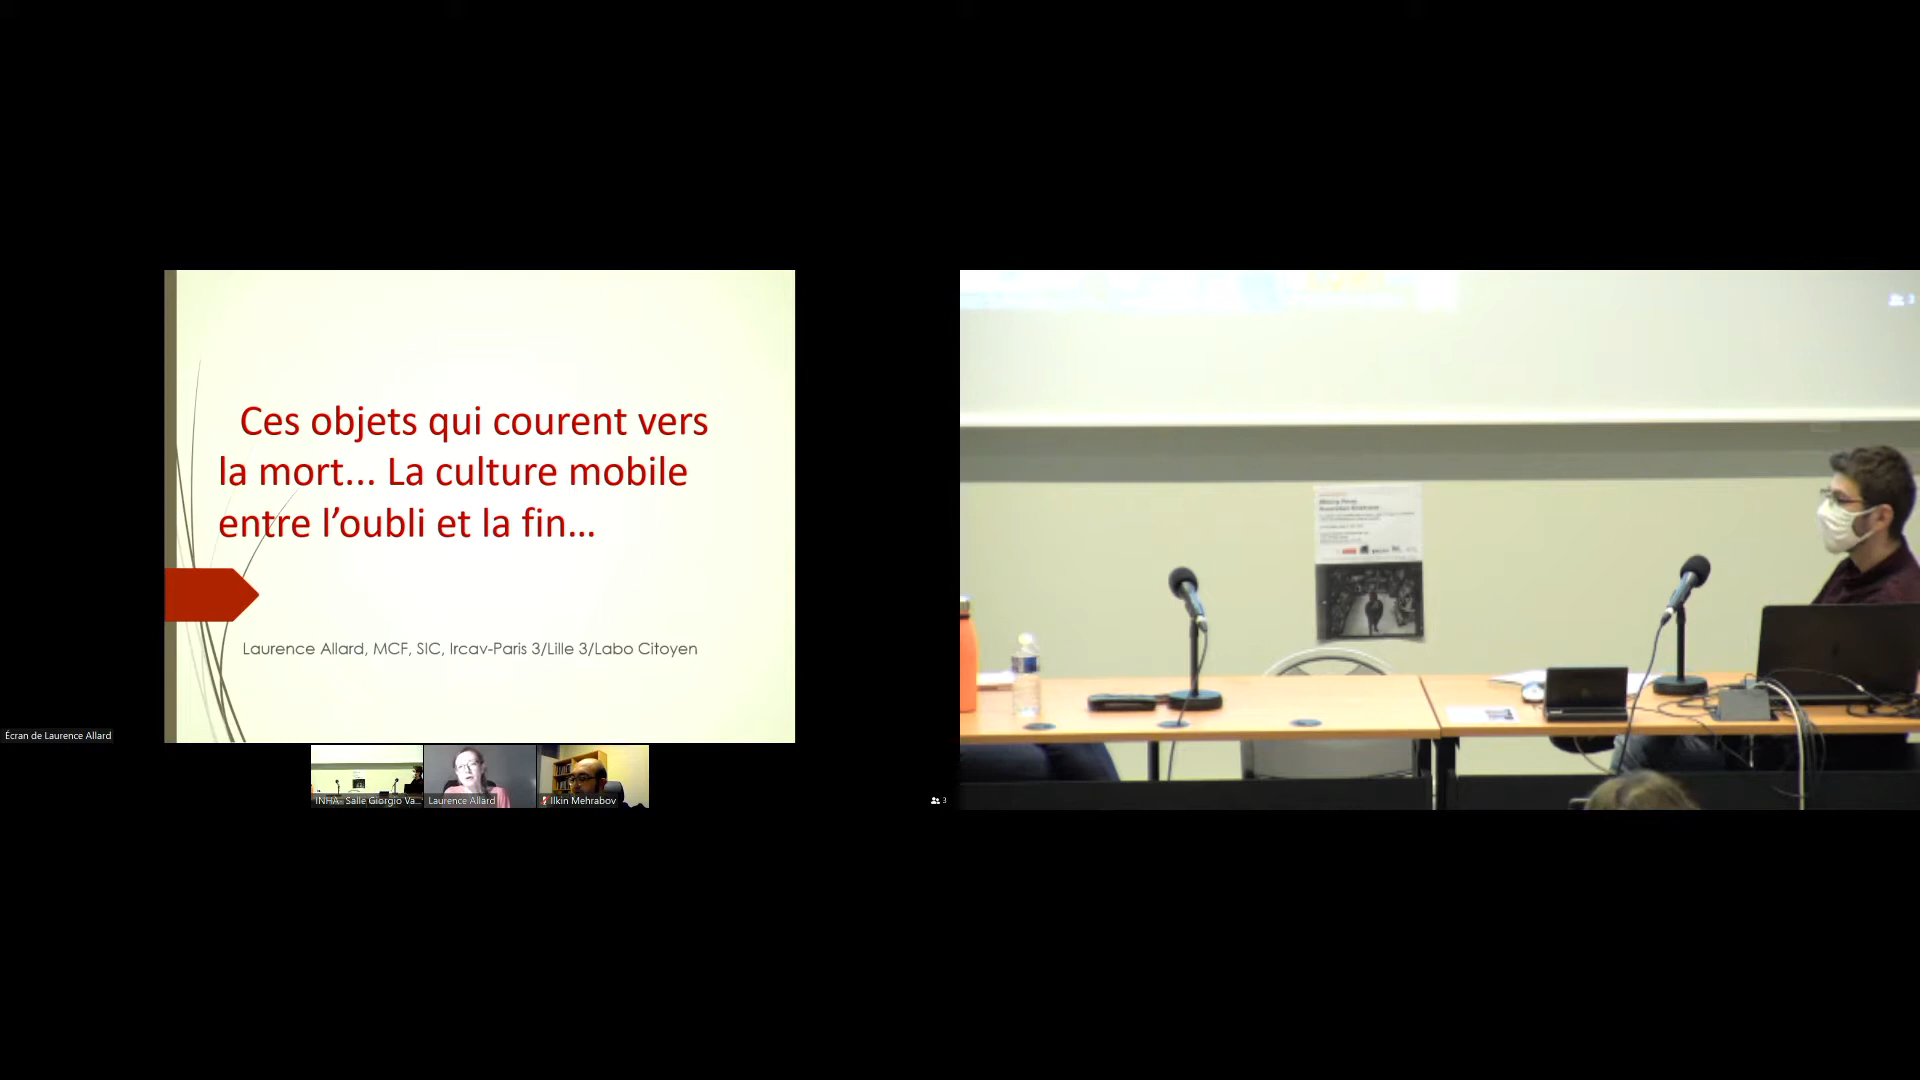 Ces objets qui courent vers
la mort... La culture mobile
entre l’oubli et la fin...
Laurence Allard, MCF, SIC, Ircav-Paris 3/Lille 3/Labo Citoyen
Écran de Laurence Allard
INHA- Salle Giorgio Va...
Laurence Allard
Ilkin Mehrabov
3
3